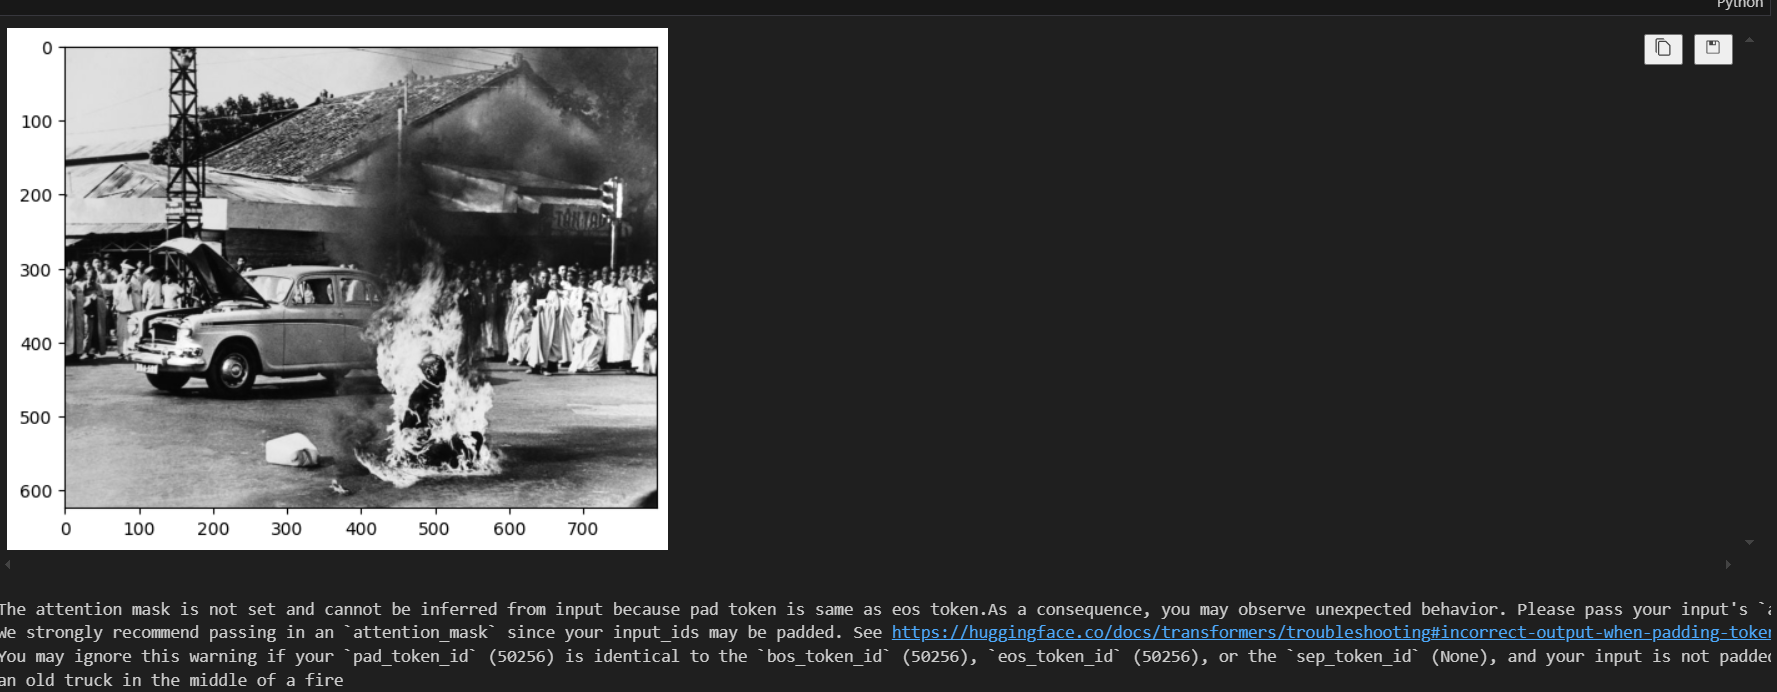 Python
0
100
200
300
400
500
600
0 100 200 300 400 500 600 700
The attention mask is not set and cannot be inferred from input because pad token is same as eos token.As a consequence, you may observe unexpected behavior. Please pass your input's `a
We strongly recommend passing in an `attention_mask` since your input_ids may be padded. See https://huggingface.co/docs/transformers/troubleshooting#incorrect-output-when-padding-token
You may ignore this warning if your `pad_token_id` (50256) is identical to the `bos_token_id` (50256), `eos_token_id` (50256), or the `sep_token_id` (None), and your input is not padded
an old truck in the middle of a fire